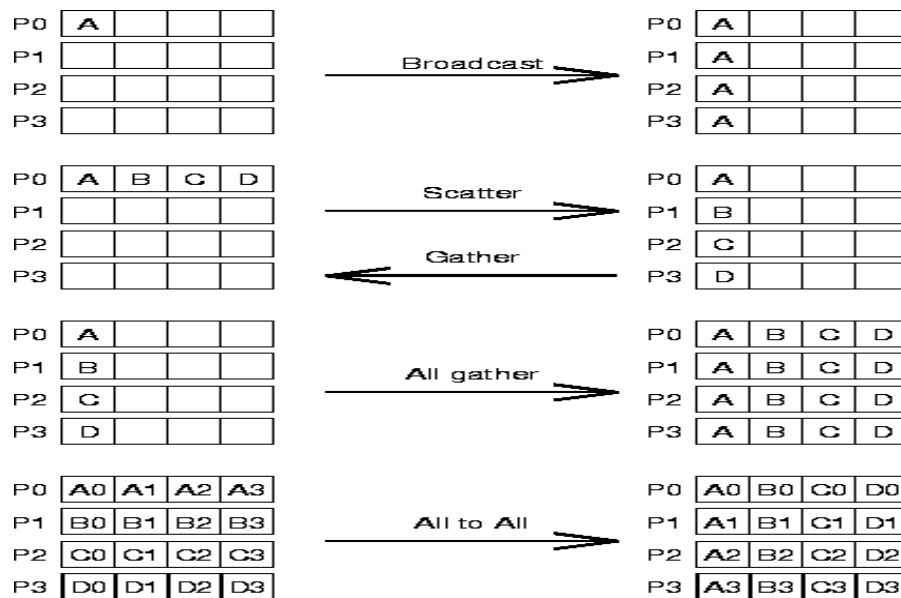 P0 A P0 A
P1 Broadcast P1 A
P2 P2 A
P3 P3 A
P0 A B C D P0 A
Scatter
P1 P1 B
P2 P2 C
Gather
P3 P3 D
P0 A P0 A B C D
P1 B All gather P1 A B C D
P2 C P2 A B C D
P3 D P3 A B C D
P0 A0 A1 A2 A3 P0 A0 B0 C0 D0
P1 B0 B1 B2 B3 All to All P1 A1 B1 C1 D1
P2 C0 C1 C2 C3 P2 A2 B2 C2 D2
P3 D0 D1 D2 D3 P3 A3 B3 C3 D3